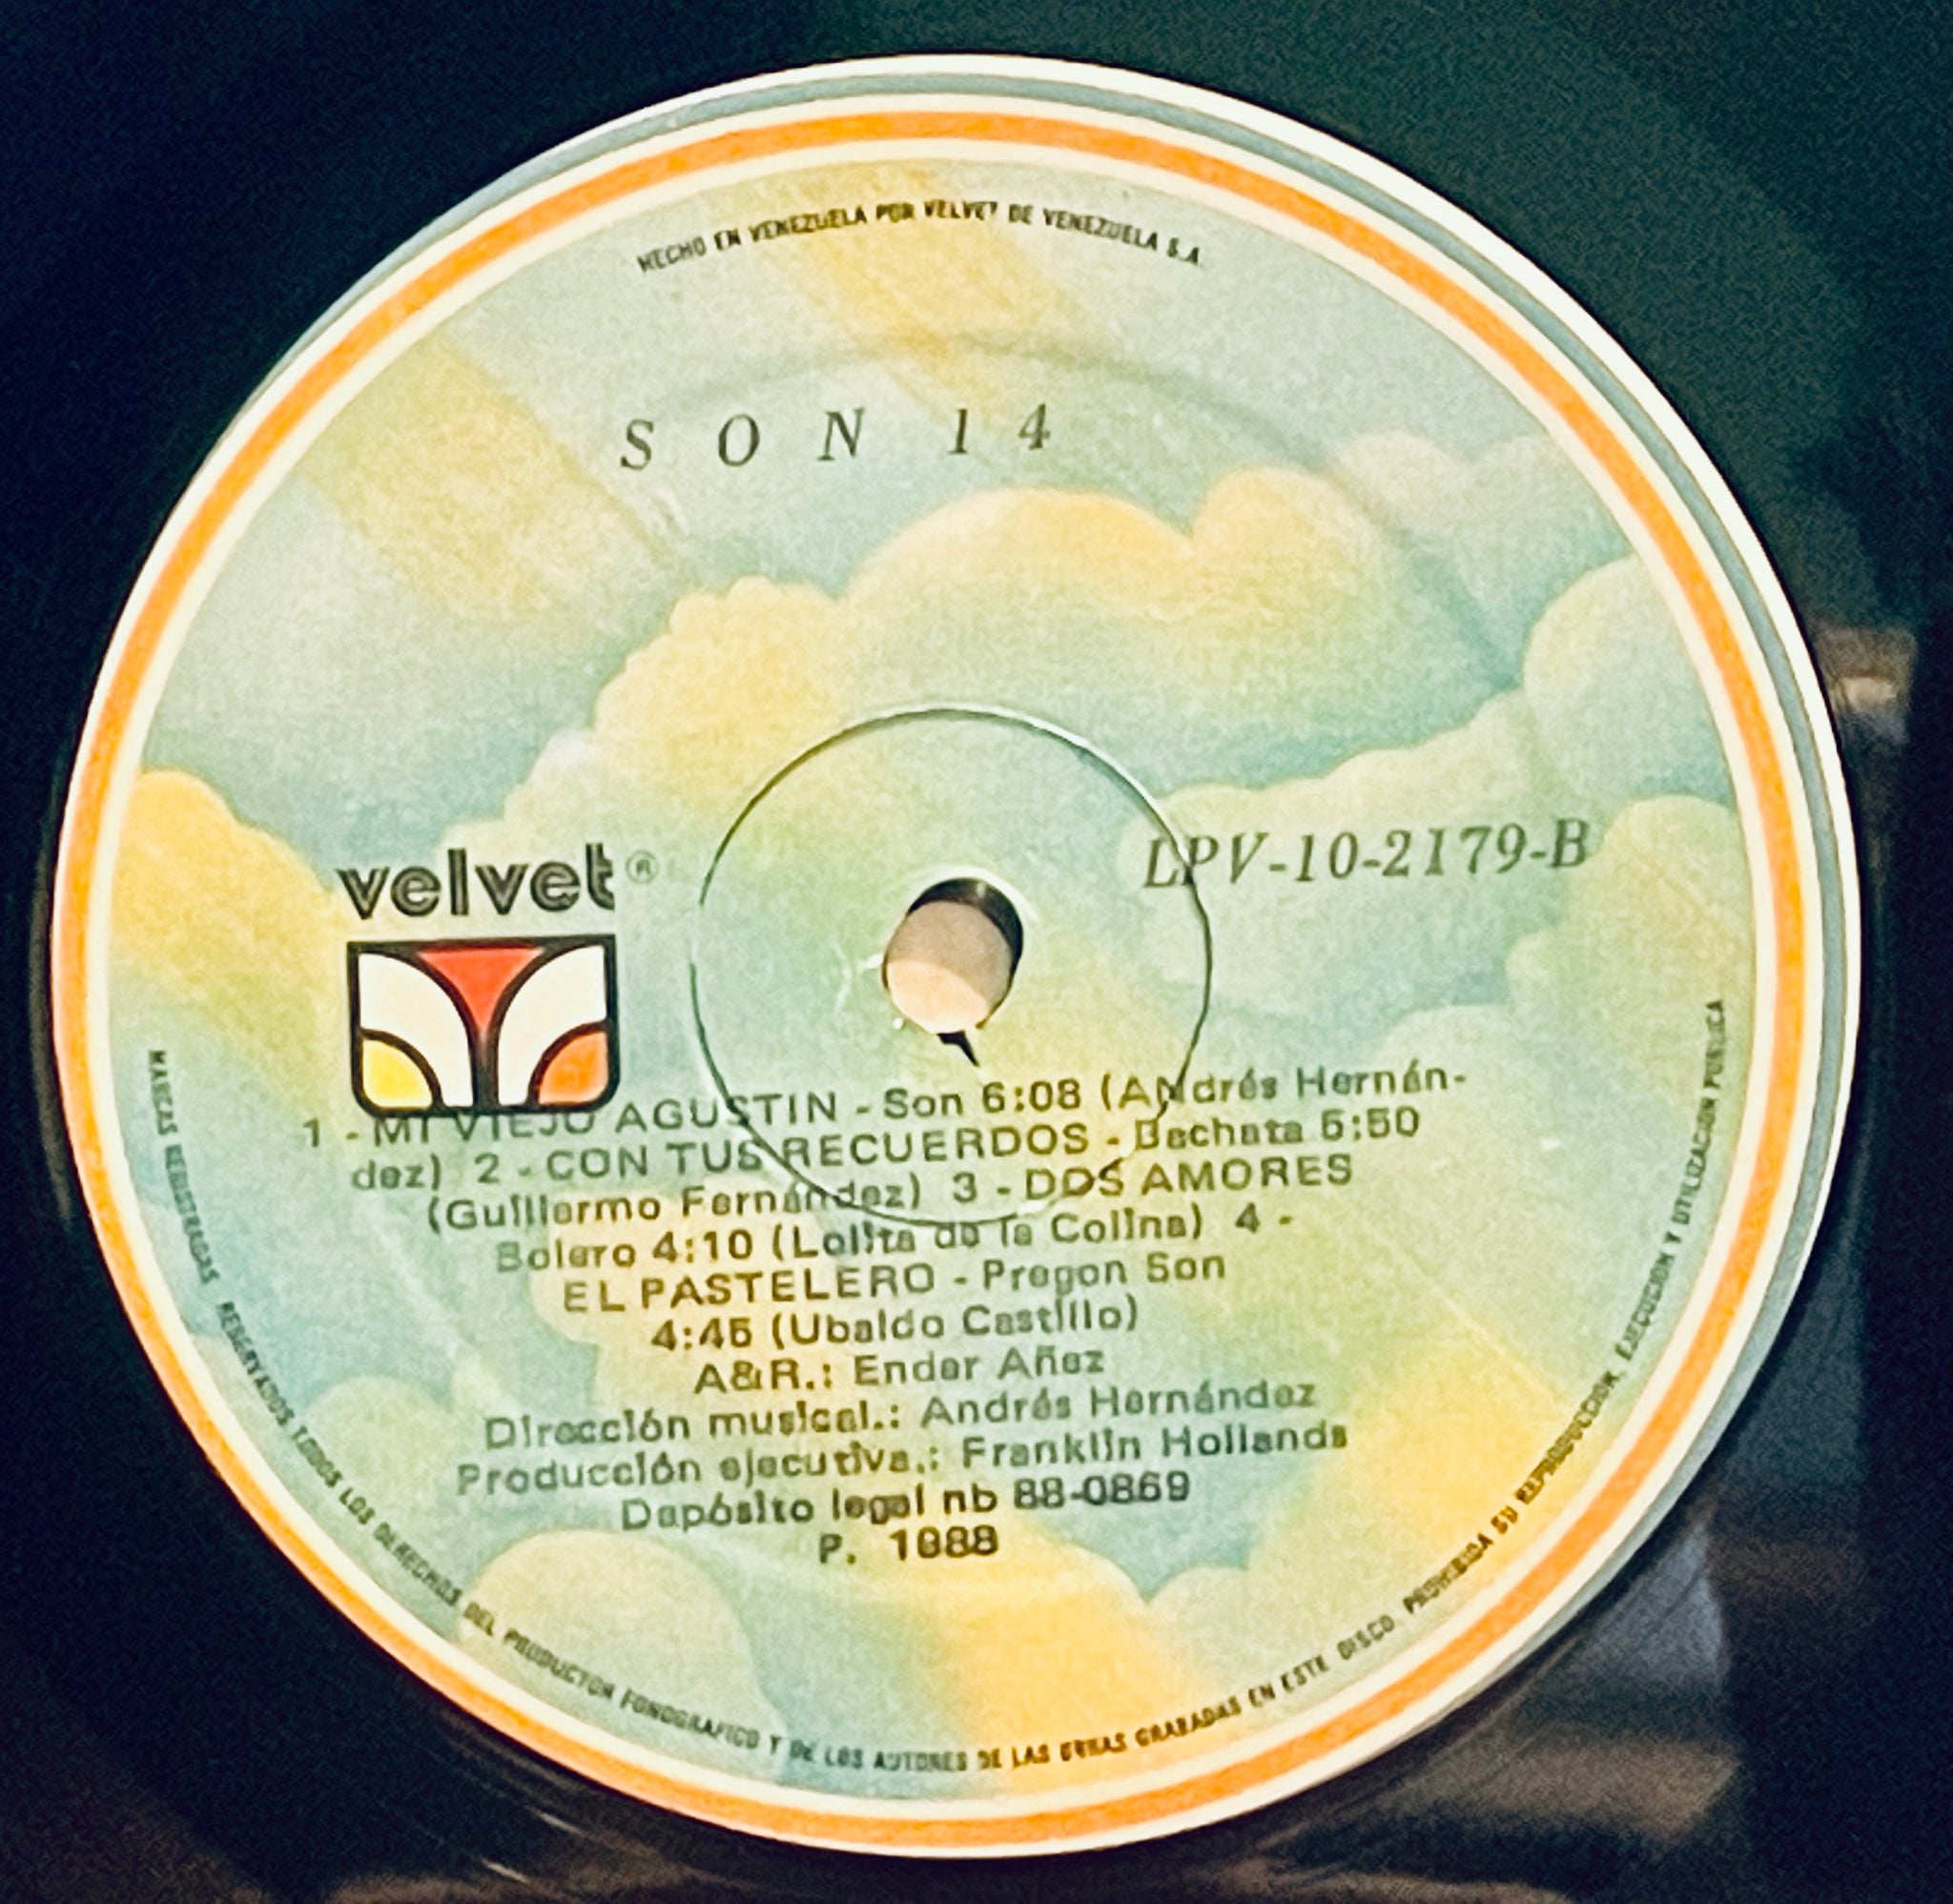 HECHO EN VENEZUELA POR VELVET DE VENEZUELA S.A.
SON 14
velvet®
LPV-10-2179-B
1 - MI VIEJO AGUSTIN - Son 6:08 (ANdrés Hernán-
dez) 2 - CON TUS RECUERDOS - Bachata 5:50
(Guillermo Fernández) 3 - DOS AMORES
Bolero 4:10 (Lolita de la Colina) 4 -
EL PASTELERO - Pregon Son
4:45 (Ubaldo Castillo)
A&R.: Ender Añez
Dirección musical.: Andrés Hernández
Producción ejecutiva.: Franklin Hollands
Depósito legal nb 88-0869
P. 1988
MARCAS REGISTRADAS RESERVADOS TODOS LOS DERECHOS DEL PRODUCTOR FONOGRAFICO Y DE LOS AUTORES DE LAS OBRAS GRABADAS EN ESTE DISCO. PROHIBIDA SU REPRODUCCION, EJECUCION Y UTILIZACION PUBLICA